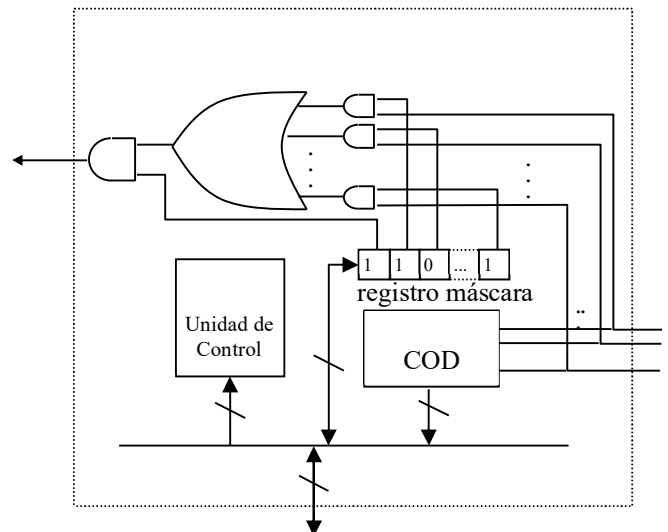 1 1 0 ... 1
registro máscara
Unidad de
Control
COD